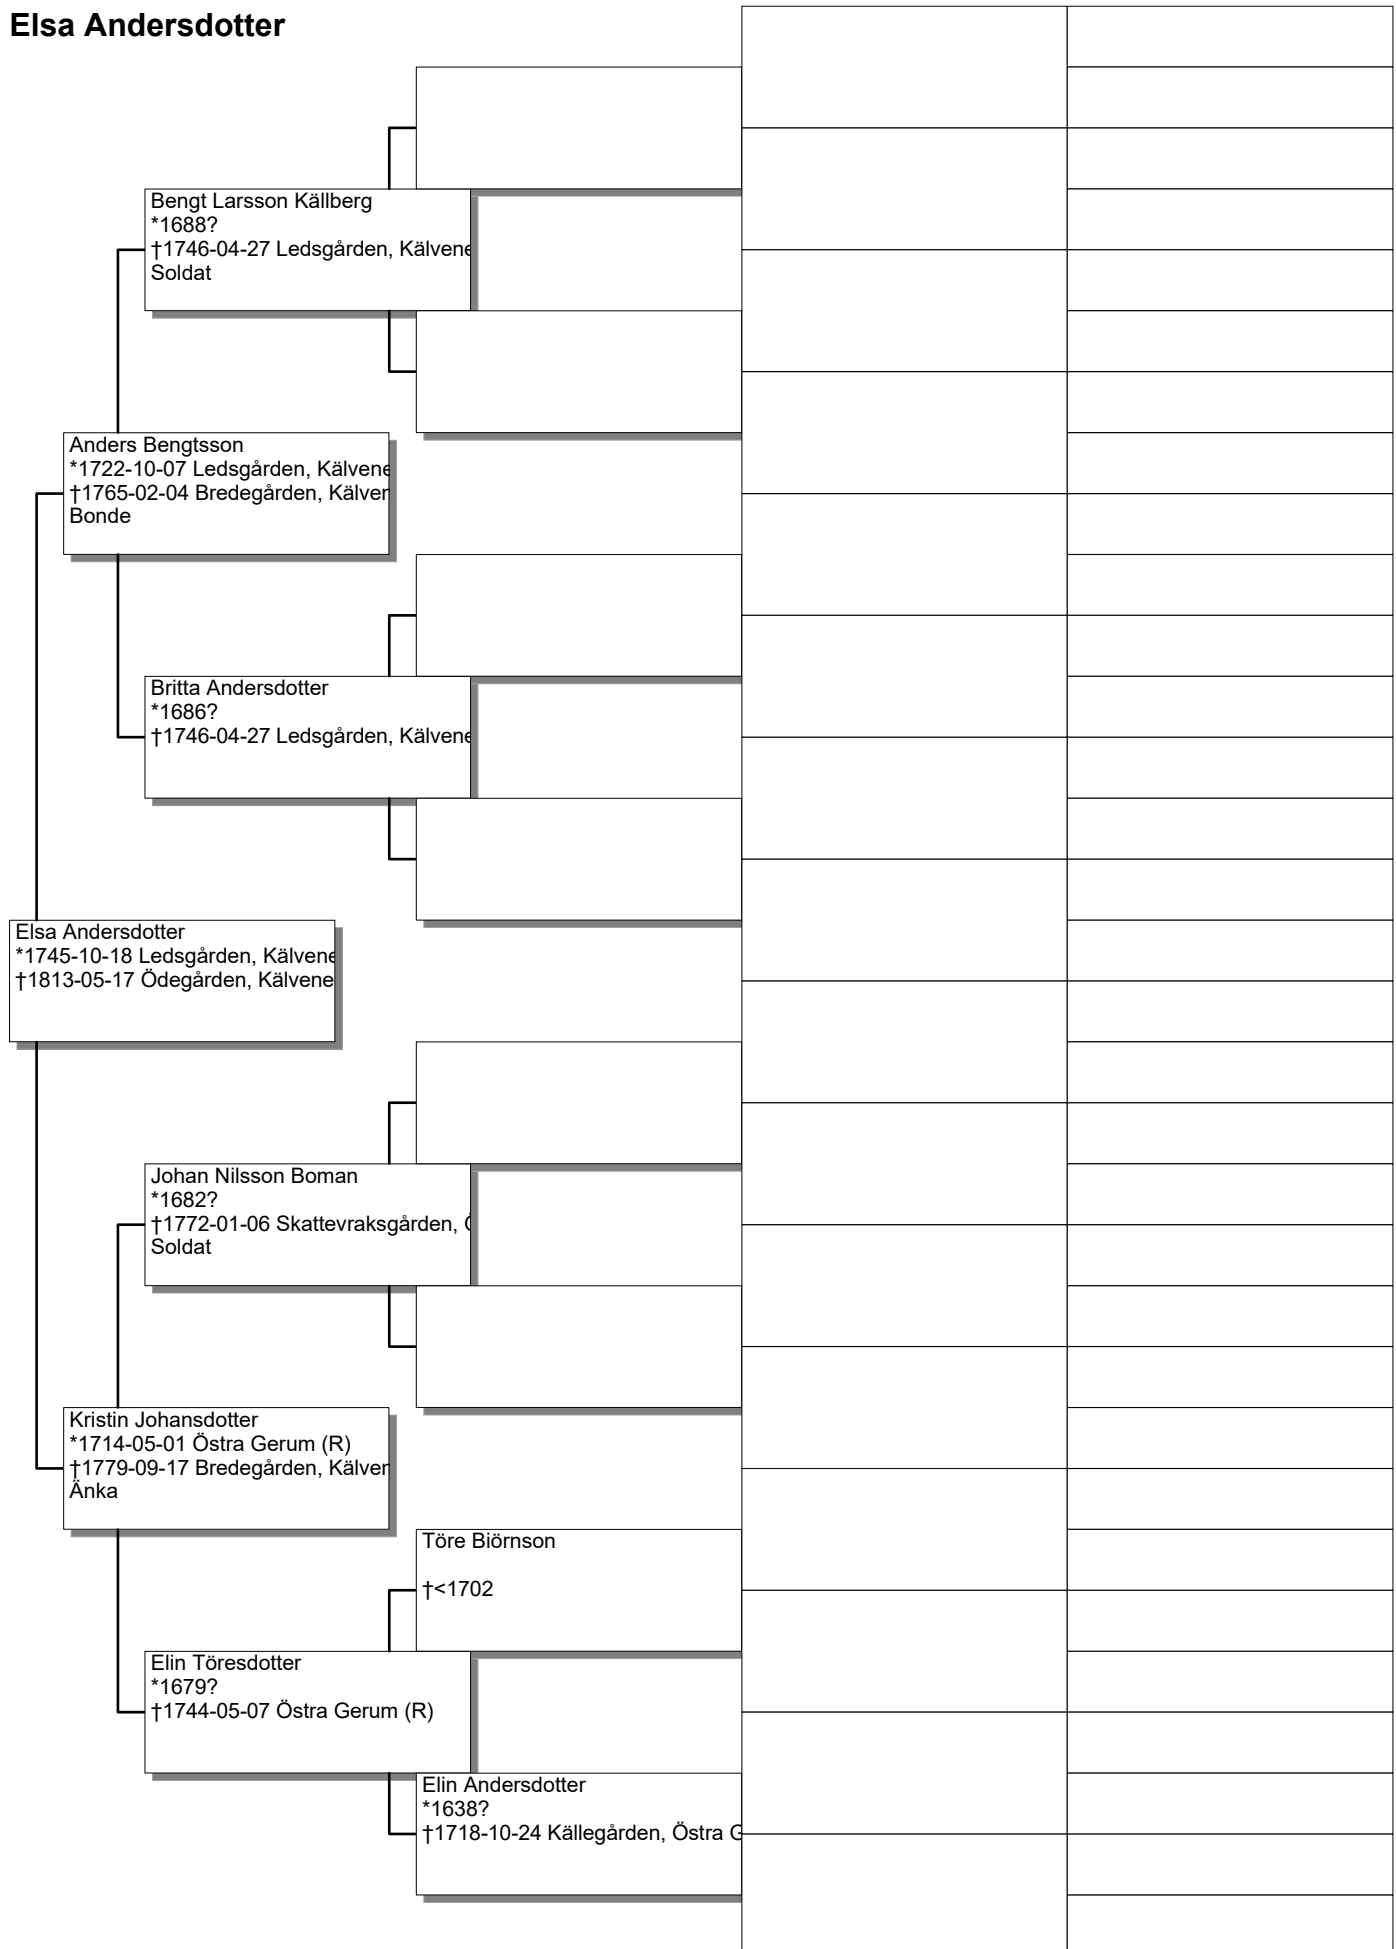 Elsa Andersdotter
Bengt Larsson Källberg
*1688?
†1746-04-27 Ledsgården, Kälvene
Soldat
Anders Bengtsson
*1722-10-07 Ledsgården, Kälvene
†1765-02-04 Bredegården, Kälver
Bonde
Britta Andersdotter
*1686?
†1746-04-27 Ledsgården, Kälvene
Elsa Andersdotter
*1745-10-18 Ledsgården, Kälvene
†1813-05-17 Ödegården, Kälvene
Johan Nilsson Boman
*1682?
†1772-01-06 Skattevraksgården, Ö
Soldat
Kristin Johansdotter
*1714-05-01 Östra Gerum (R)
†1779-09-17 Bredegården, Kälver
Änka
Töre Biörnson
†<1702
Elin Töresdotter
*1679?
†1744-05-07 Östra Gerum (R)
Elin Andersdotter
*1638?
†1718-10-24 Källegården, Östra G